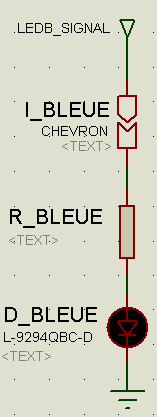 LEDB_SIGNAL
I_BLEUE
CHEVRON
<TEXT>
R_BLEUE
<TEXT>
D_BLEUE
L-9294QBC-D
<TEXT>